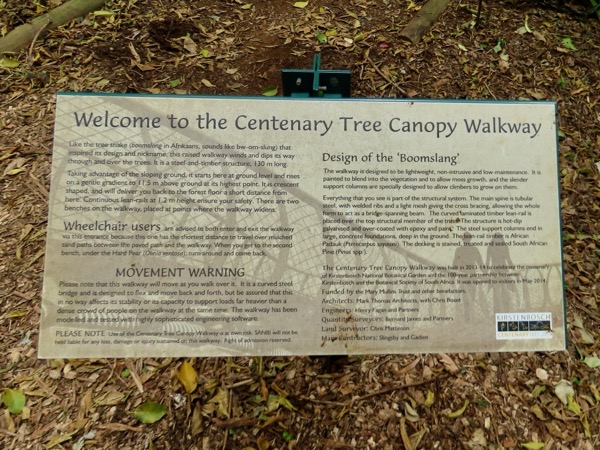 Welcome to the Centenary Tree Canopy Walkway
Like the tree snake (boomslang in Afrikaans, sounds like bw-om-slung) that
inspired its design and nickname, this raised walkway winds and dips its way
through and over the trees. It is a steel-and-timber structure, 130 m long.
Taking advantage of the sloping ground, it starts here at ground level and rises
on a gentle gradient to 11.5 m above ground at its highest point. It is crescent
shaped, and will deliver you back to the forest floor a short distance from
here. Continuous lean-rails at 1.2 m height ensure your safety. There are two
benches on the walkway, placed at points where the walkway widens.
Wheelchair users are advised to both enter and exit the walkway
via this entrance because this one has the shortest distance to travel over mulched
sand paths between the paved path and the walkway. When you get to the second
bench, under the Hard Pear (Olinia ventosa), turn around and come back.
MOVEMENT WARNING
Please note that this walkway will move as you walk over it. It is a curved steel
bridge and is designed to flex and move back and forth, but be assured that this
in no way affects its stability or its capacity to support loads far heavier than a
dense crowd of people on the walkway at the same time. The walkway has been
modelled and tested with highly sophisticated engineering software.
PLEASE NOTE Use of the Centenary Tree Canopy Walkway is at own risk. SANBI will not be
held liable for any loss, damage or injury sustained on this walkway. Right of admission reserved.
Design of the 'Boomslang'
The walkway is designed to be lightweight, non-intrusive and low-maintenance. It is
painted to blend into the vegetation and to allow moss growth, and the slender
support columns are specially designed to allow climbers to grow on them.
Everything that you see is part of the structural system. The main spine is tubular
steel, with welded ribs and a light mesh giving the cross bracing, allowing the whole
form to act as a bridge-spanning beam. The curved laminated timber lean-rail is
placed over the top structural member of the truss. The structure is hot-dip
galvanised and over-coated with epoxy and paint. The steel support columns end in
large, concrete foundations, deep in the ground. The lean-rail timber is African
Padauk (Pterocarpus soyauxii). The decking is stained, treated and sealed South African
Pine (Pinus spp.).
The Centenary Tree Canopy Walkway was built in 2013-14 to celebrate the centenary
of Kirstenbosch National Botanical Garden and the 100-year partnership between
Kirstenbosch and the Botanical Society of South Africa. It was opened to visitors in May 2014.
Funded by the Mary Mullins Trust and other benefactors
Architects: Mark Thomas Architects, with Chris Bisset
Engineers: Henry Fagan and Partners
Quantity Surveyors: Bernard James and Partners
Land Surveyor: Chris Matteson
Main Contractors: Slingsby and Gaidien
KIRSTENBOSCH